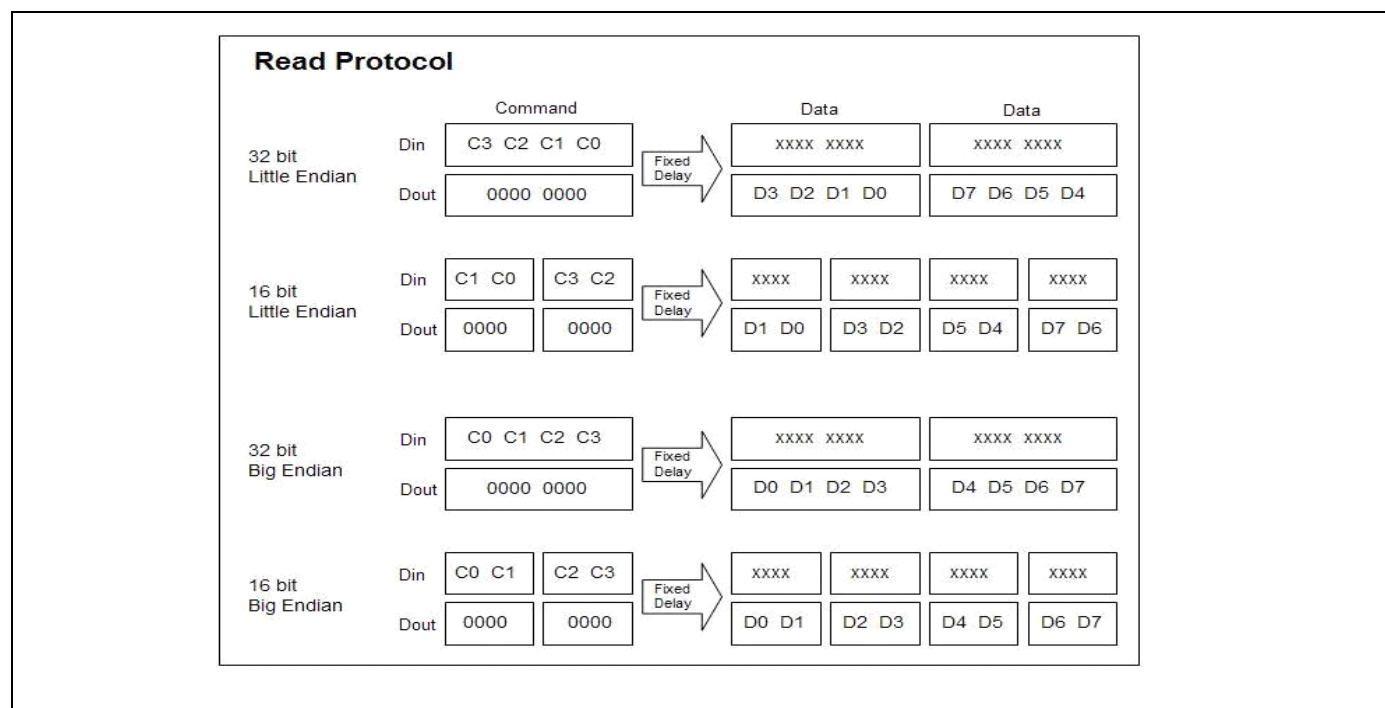 Read Protocol
Command Data Data
32 bit
Little Endian
Din C3 C2 C1 C0 Fixed Delay xxxx xxxx xxxx xxxx
Dout 0000 0000 D3 D2 D1 D0 D7 D6 D5 D4
16 bit
Little Endian
Din C1 C0 C3 C2 Fixed Delay xxxx xxxx xxxx xxxx
Dout 0000 0000 D1 D0 D3 D2 D5 D4 D7 D6
32 bit
Big Endian
Din C0 C1 C2 C3 Fixed Delay xxxx xxxx xxxx xxxx
Dout 0000 0000 D0 D1 D2 D3 D4 D5 D6 D7
16 bit
Big Endian
Din C0 C1 C2 C3 Fixed Delay xxxx xxxx xxxx xxxx
Dout 0000 0000 D0 D1 D2 D3 D4 D5 D6 D7